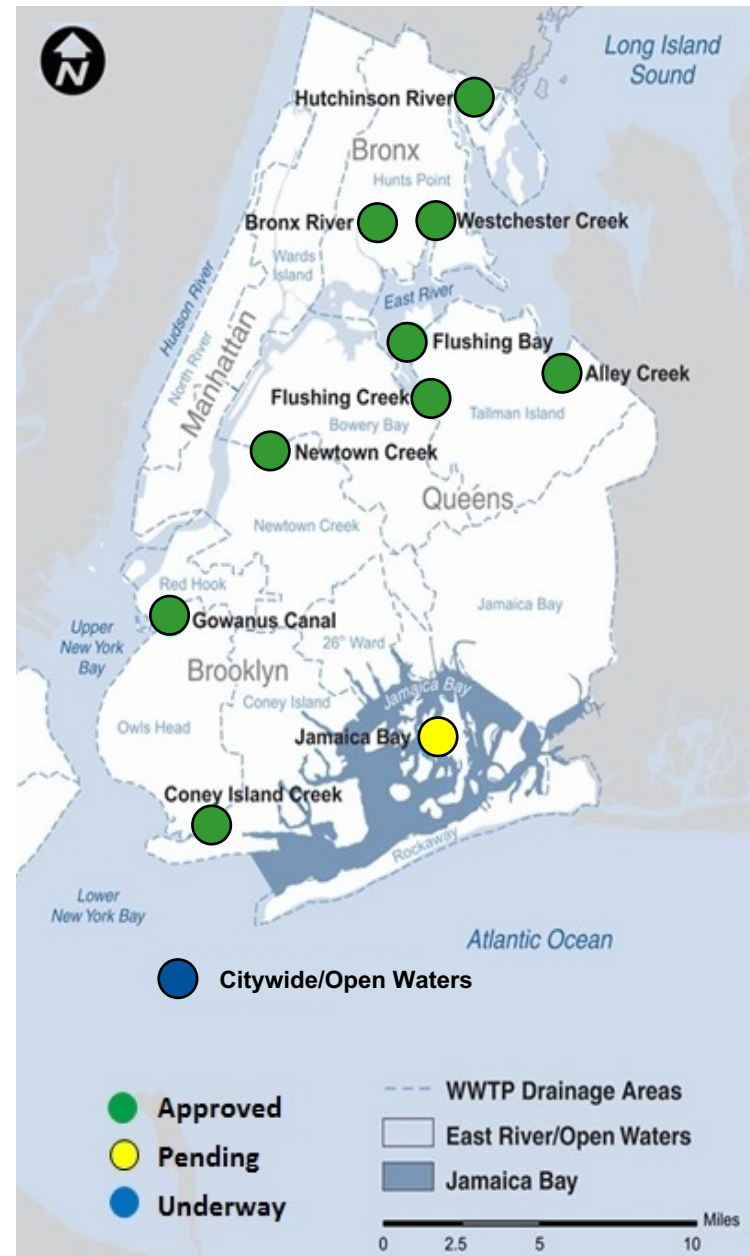 N
Long Island
Sound
Hutchinson River
Bronx
Hunts Point
Bronx River
Westchester Creek
Wards
Island
Hudson River
East River
North River
Manhattan
Flushing Bay
Alley Creek
Flushing Creek
Tallman Island
Bowery Bay
Newtown Creek
Queens
Newtown Creek
Red Hook
Jamaica Bay
Gowanus Canal
Upper
New York
Bay
26th Ward
Brooklyn
Jamaica Bay
Coney Island
Owls Head
Jamaica Bay
Coney Island Creek
Rockaway
Lower
New York Bay
Atlantic Ocean
Citywide/Open Waters
Approved
Pending
Underway
WWTP Drainage Areas
East River/Open Waters
Jamaica Bay
Miles
0 2.5 5 10